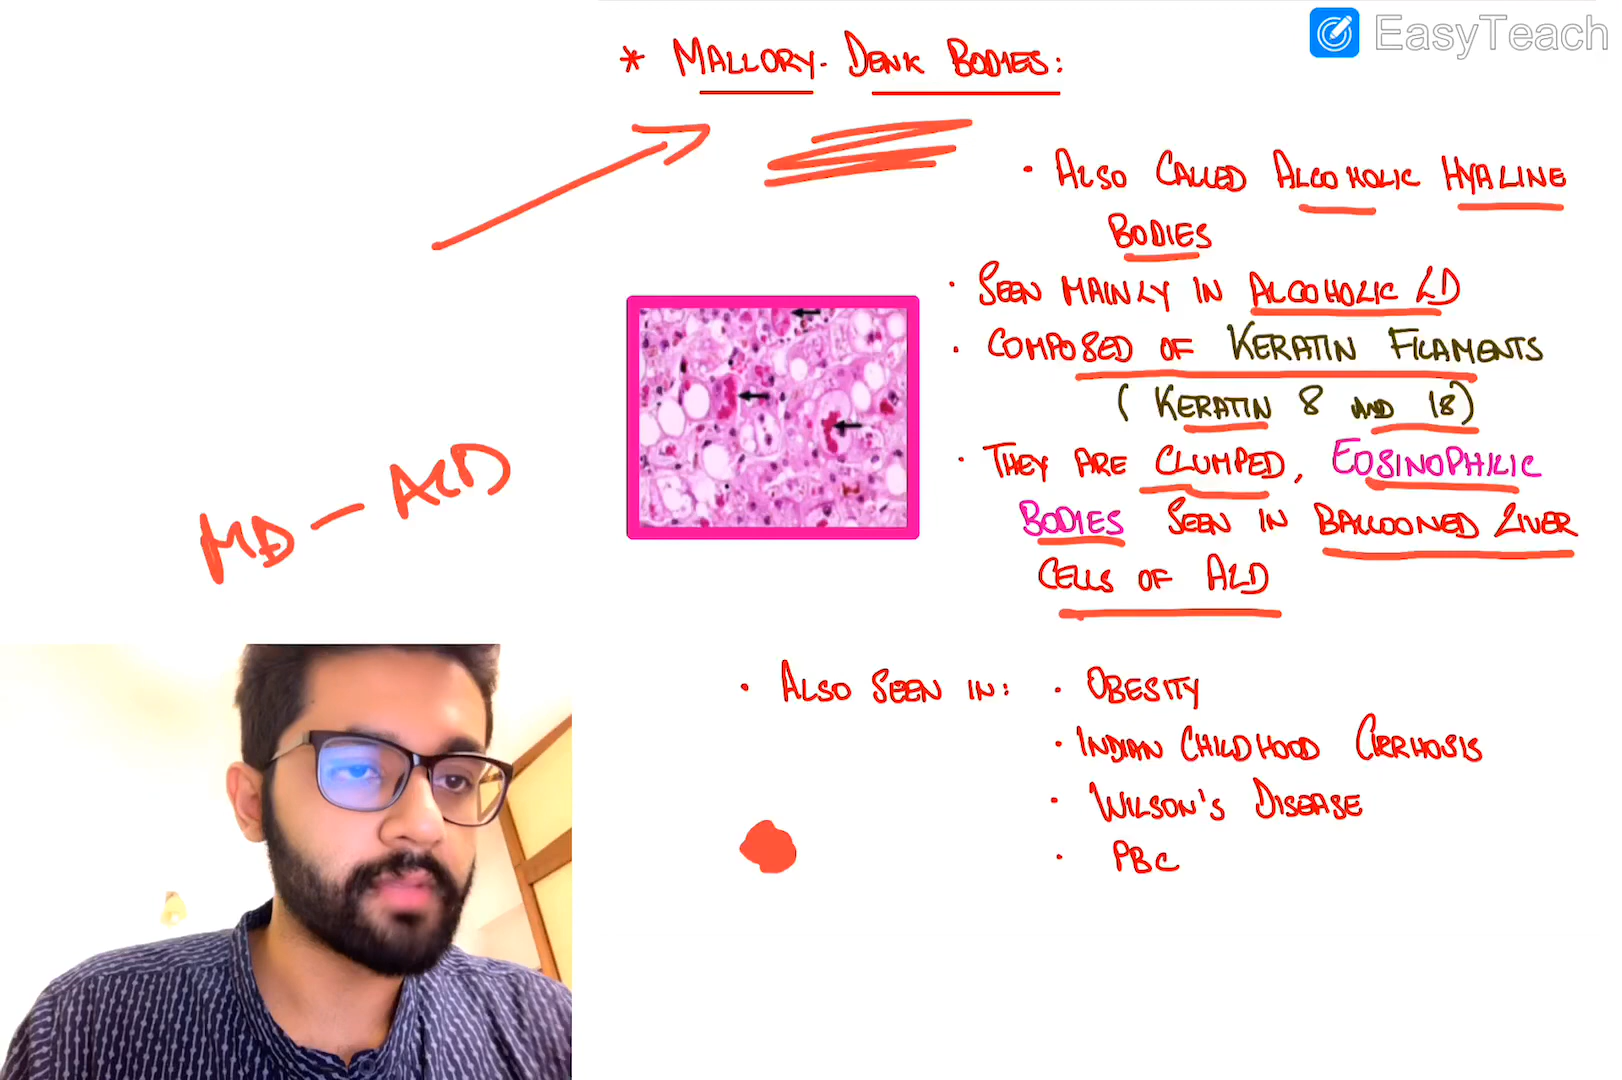 EasyTeach
* MALLORY-DENK BODIES:
• ALSO CALLED ALCOHOLIC HYALINE
BODIES
• SEEN MAINLY IN ALCOHOLIC LD
• COMPOSED OF KERATIN FILAMENTS
(KERATIN 8 AND 18)
• THEY ARE CLUMPED, EOSINOPHILIC
BODIES SEEN IN BALLOONED LIVER
CELLS OF ALD
MD - ALD
• ALSO SEEN IN: • OBESITY
• INDIAN CHILDHOOD CIRRHOSIS
• WILSON'S DISEASE
• PBC